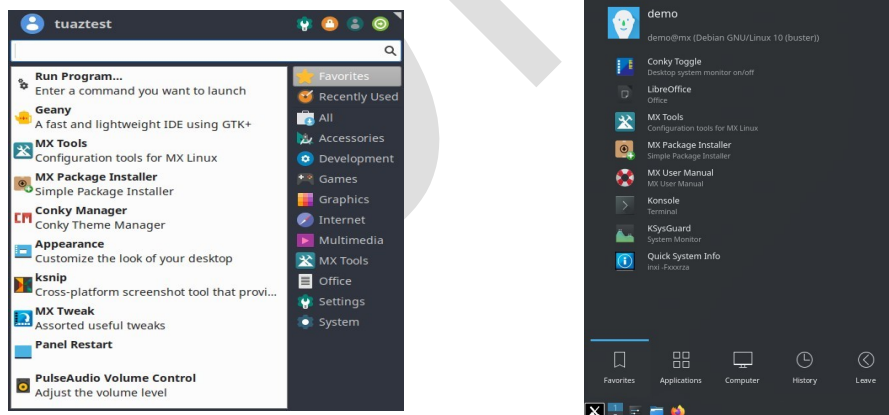 tuaztest
Run Program...
Enter a command you want to launch
Geany
A fast and lightweight IDE using GTK+
MX Tools
Configuration tools for MX Linux
MX Package Installer
Simple Package Installer
Conky Manager
Conky Theme Manager
Appearance
Customize the look of your desktop
ksnip
Cross-platform screenshot tool that provi...
MX Tweak
Assorted useful tweaks
Panel Restart
PulseAudio Volume Control
Adjust the volume level
Favorites
Recently Used
All
Accessories
Development
Games
Graphics
Internet
Multimedia
MX Tools
Office
Settings
System
demo
demo@mx (Debian GNU/Linux 10 (buster))
Conky Toggle
Desktop system monitor on/off
LibreOffice
Office
MX Tools
Configuration tools for MX Linux
MX Package Installer
Simple Package Installer
MX User Manual
MX User Manual
Konsole
Terminal
KSysGuard
System Monitor
Quick System Info
inxi -Fxxxrza
Favorites Applications Computer History Leave